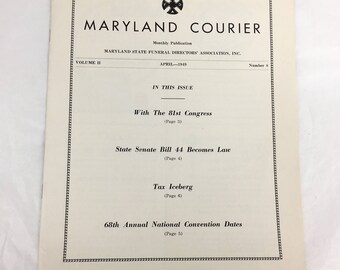 MARYLAND COURIER
Monthly Publication
MARYLAND STATE FUNERAL DIRECTORS' ASSOCIATION, INC.
VOLUME II APRIL—1949 Number 8
IN THIS ISSUE
With The 81st Congress
(Page 3)
State Senate Bill 44 Becomes Law
(Page 4)
Tax Iceberg
(Page 6)
68th Annual National Convention Dates
(Page 5)